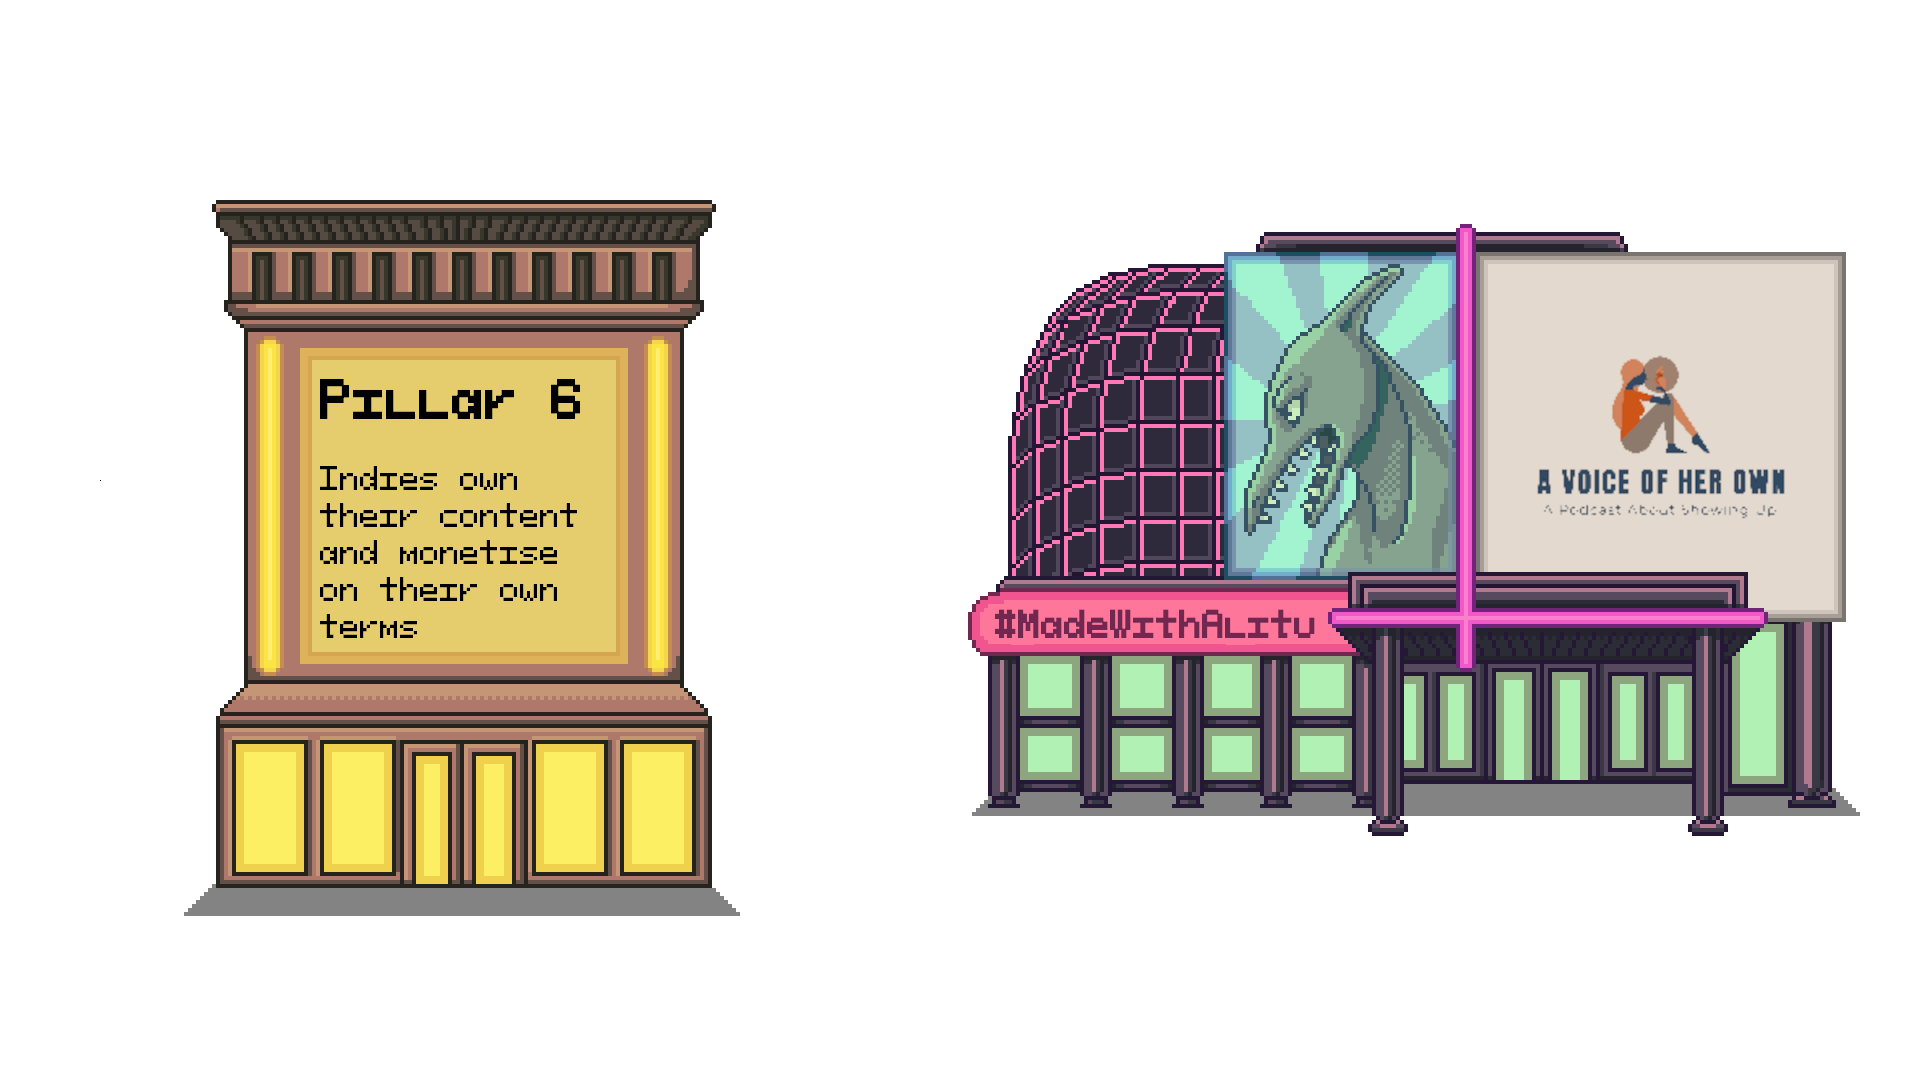 Pillar 6
Indies own
their content
and monetise
on their own
terms
#MadeWithAlitu
A VOICE OF HER OWN
A Podcast About Showing Up